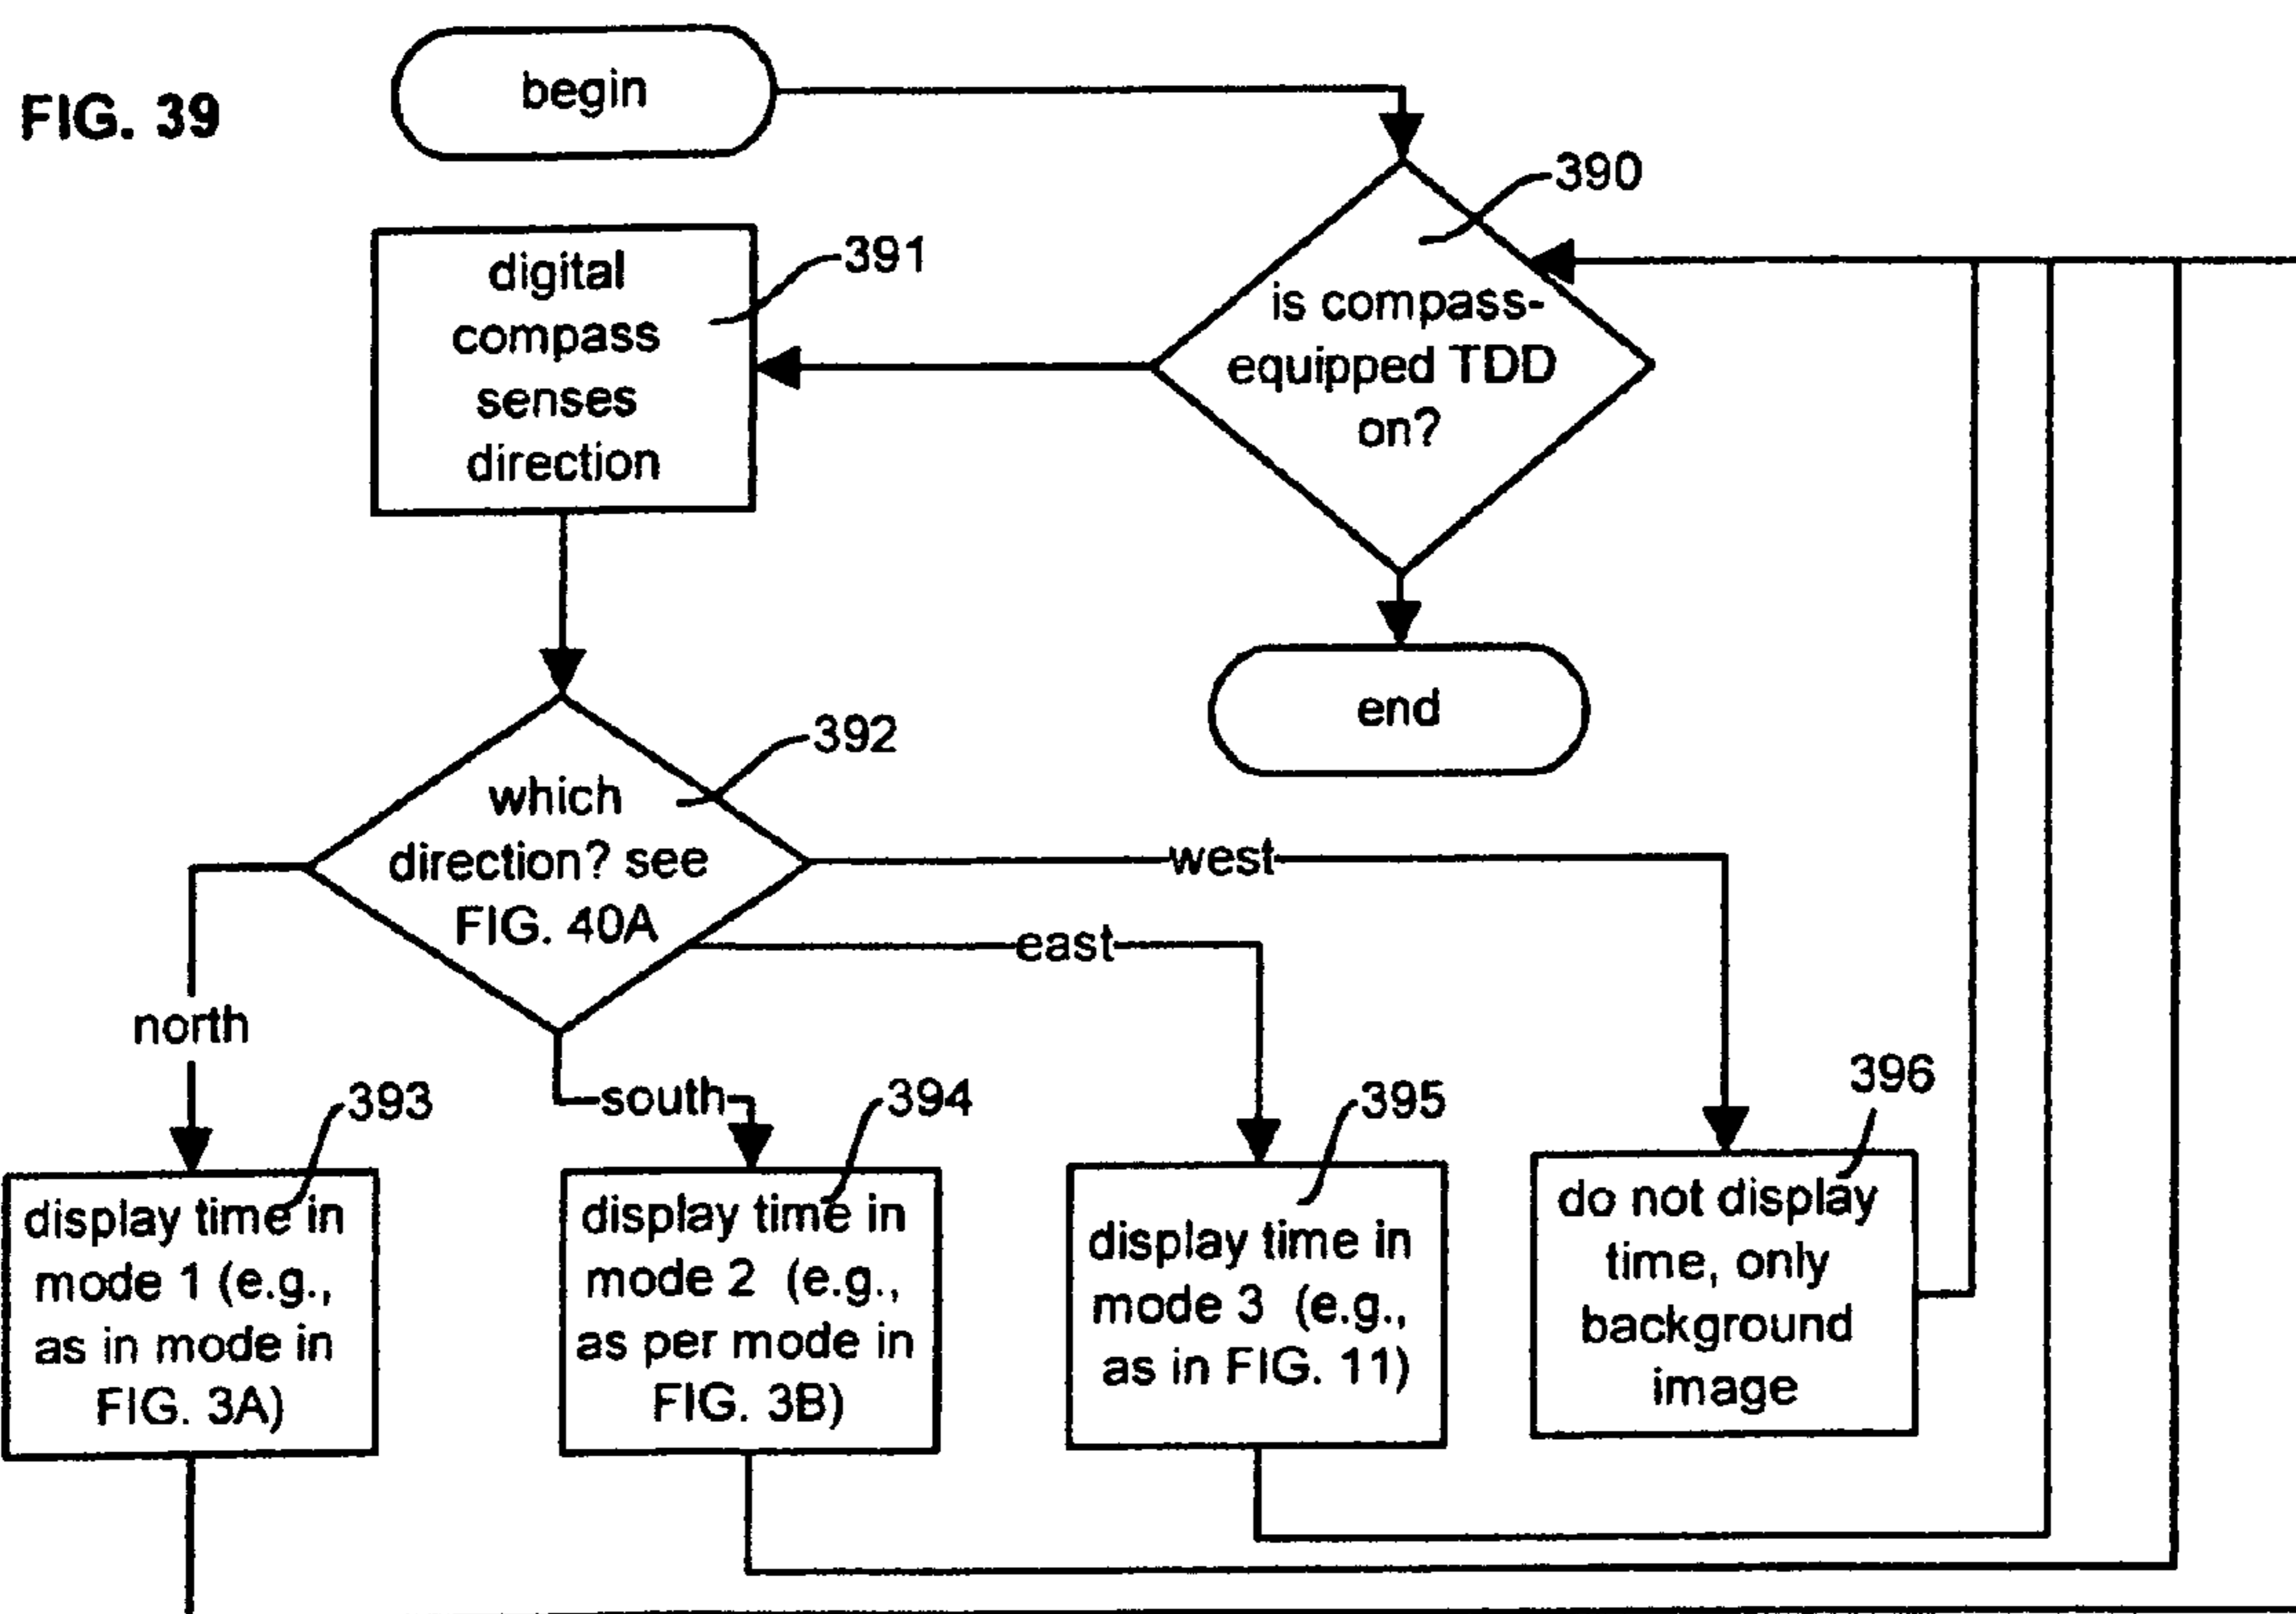 FIG. 39
begin
390
digital
compass
senses
direction
391
is compass-
equipped TDD
on?
end
which
direction? see
FIG. 40A
392
west
east
north
south
393
display time in
mode 1 (e.g.,
as in mode in
FIG. 3A)
394
display time in
mode 2 (e.g.,
as per mode in
FIG. 3B)
395
display time in
mode 3 (e.g.,
as in FIG. 11)
396
do not display
time, only
background
image